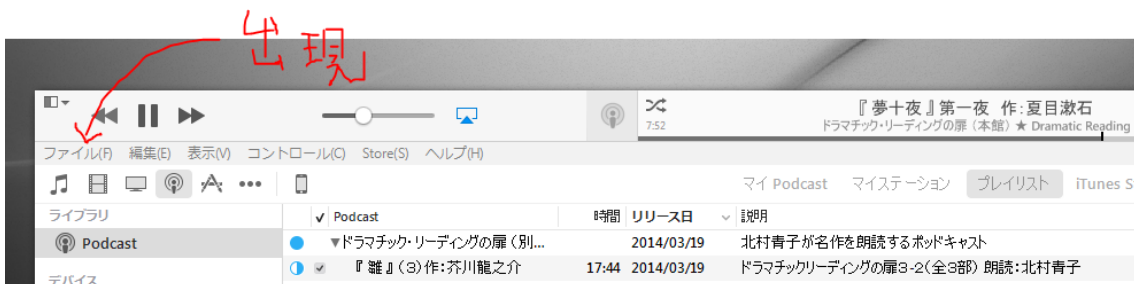 出現
『夢十夜』第一夜 作:夏目漱石
7:52 ドラマチック・リーディングの扉(本館)★ Dramatic Reading
ファイル(F) 編集(E) 表示(V) コントロール(C) Store(S) ヘルプ(H)
マイ Podcast マイステーション プレイリスト iTunes S
ライブラリ ✓ Podcast 時間 リリース日 説明
Podcast ▼ドラマチック・リーディングの扉(別... 2014/03/19 北村青子が名作を朗読するポッドキャスト
デバイス 『雛』(3)作:芥川龍之介 17:44 2014/03/19 ドラマチックリーディングの扉3-2(全3部) 朗読:北村青子